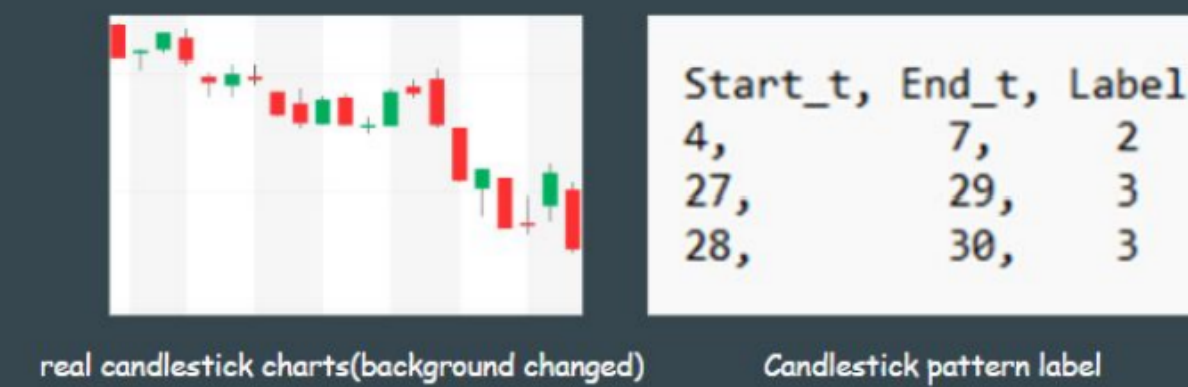 Start_t, End_t, Label
4, 7, 2
27, 29, 3
28, 30, 3
real candlestick charts(background changed)
Candlestick pattern label